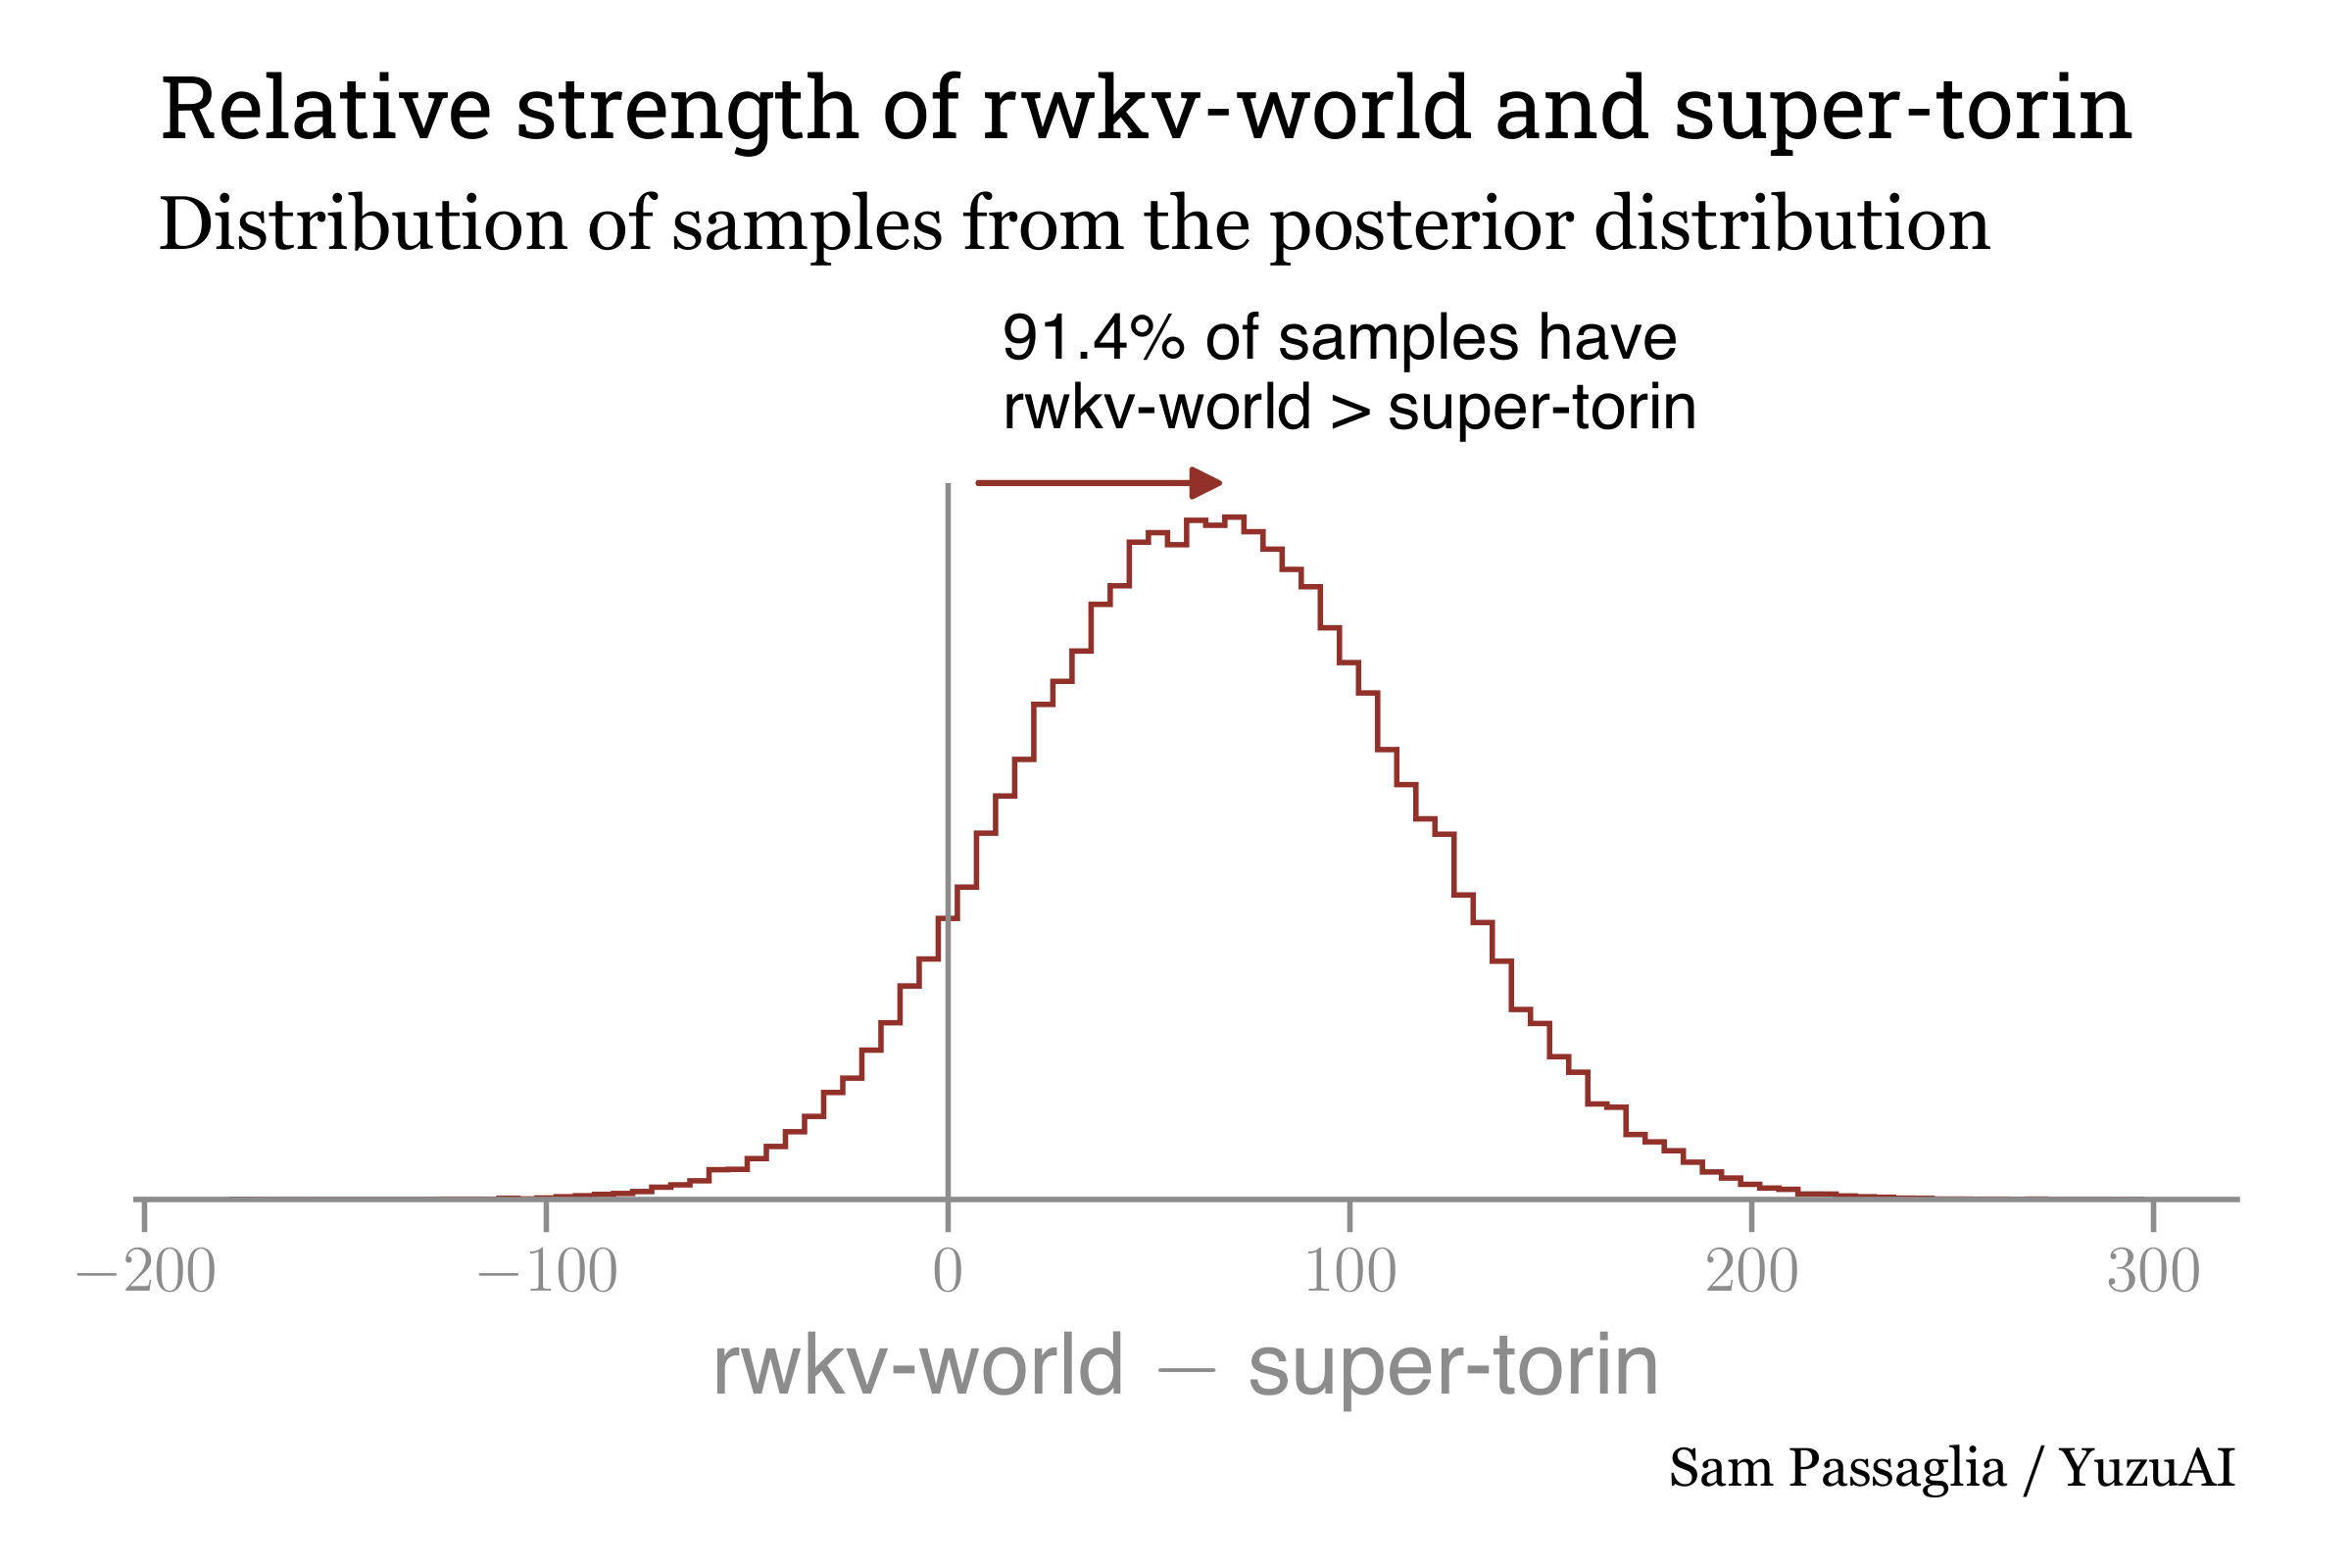 Relative strength of rwkv-world and super-torin
Distribution of samples from the posterior distribution
91.4% of samples have
rwkv-world > super-torin
−200 −100 0 100 200 300
rwkv-world — super-torin
Sam Passaglia / YuzuAI